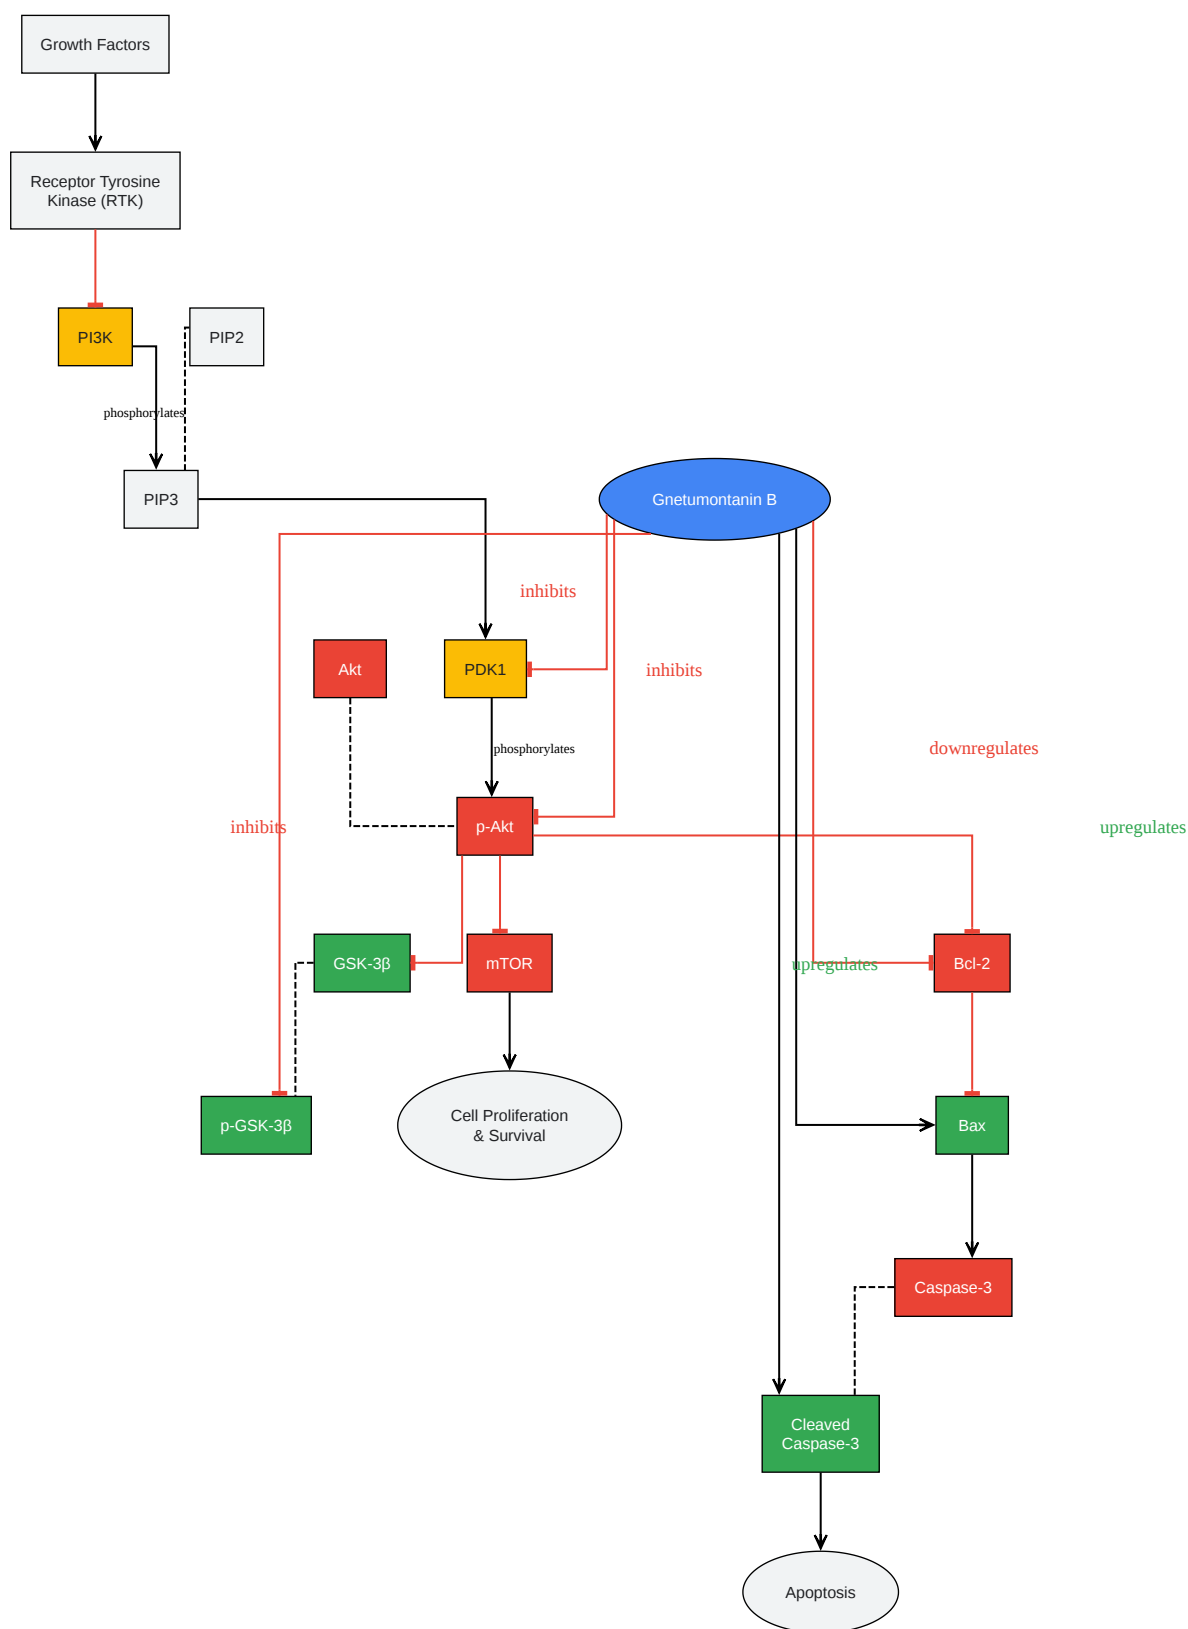 Growth Factors
Receptor Tyrosine
Kinase (RTK)
PI3K
PIP2
phosphorylates
PIP3
Gnetumontanin B
inhibits
Akt
PDK1
inhibits
phosphorylates
downregulates
p-Akt
inhibits
upregulates
GSK-3β
mTOR
upregulates
Bcl-2
Cell Proliferation
& Survival
p-GSK-3β
Bax
Caspase-3
Cleaved
Caspase-3
Apoptosis